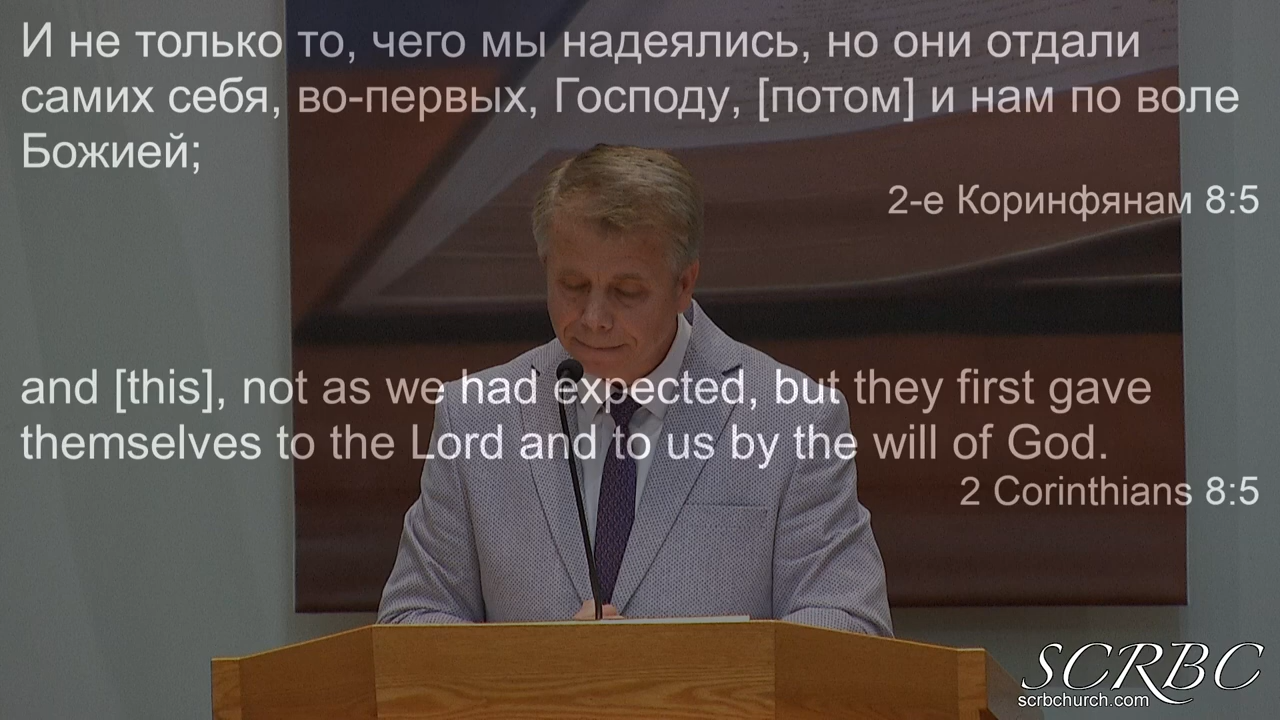 И не только то, чего мы надеялись, но они отдали
самих себя, во-первых, Господу, [потом] и нам по воле
Божией;
2-е Коринфянам 8:5
and [this], not as we had expected, but they first gave
themselves to the Lord and to us by the will of God.
2 Corinthians 8:5
SCRBC
scrbchurch.com